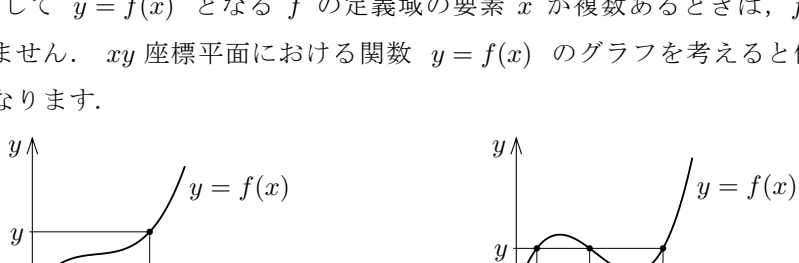 して y = f(x) となる f の定義域の要素 x が複数あるときは，f
ません． xy 座標平面における関数 y = f(x) のグラフを考えると
なります．
y y
y = f(x) y = f(x)
y y